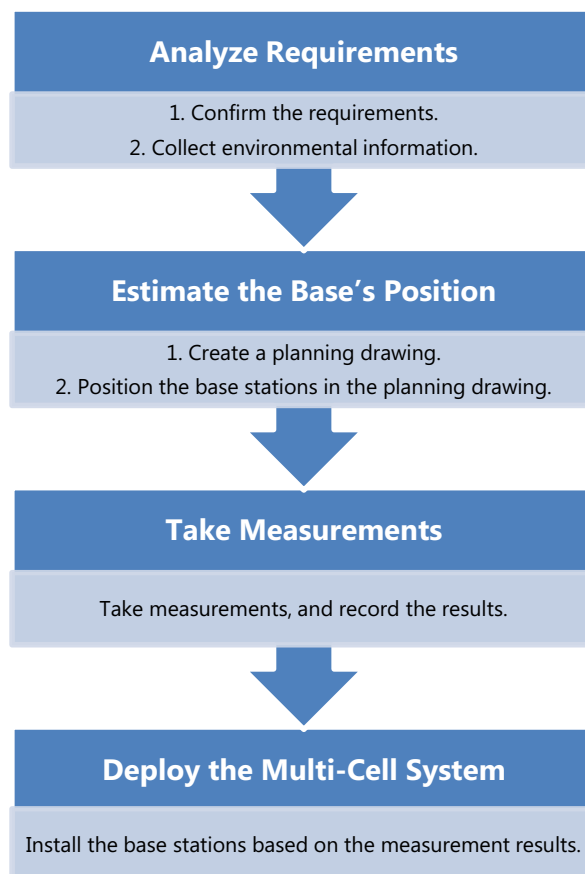 Analyze Requirements
1. Confirm the requirements.
2. Collect environmental information.
Estimate the Base’s Position
1. Create a planning drawing.
2. Position the base stations in the planning drawing.
Take Measurements
Take measurements, and record the results.
Deploy the Multi-Cell System
Install the base stations based on the measurement results.